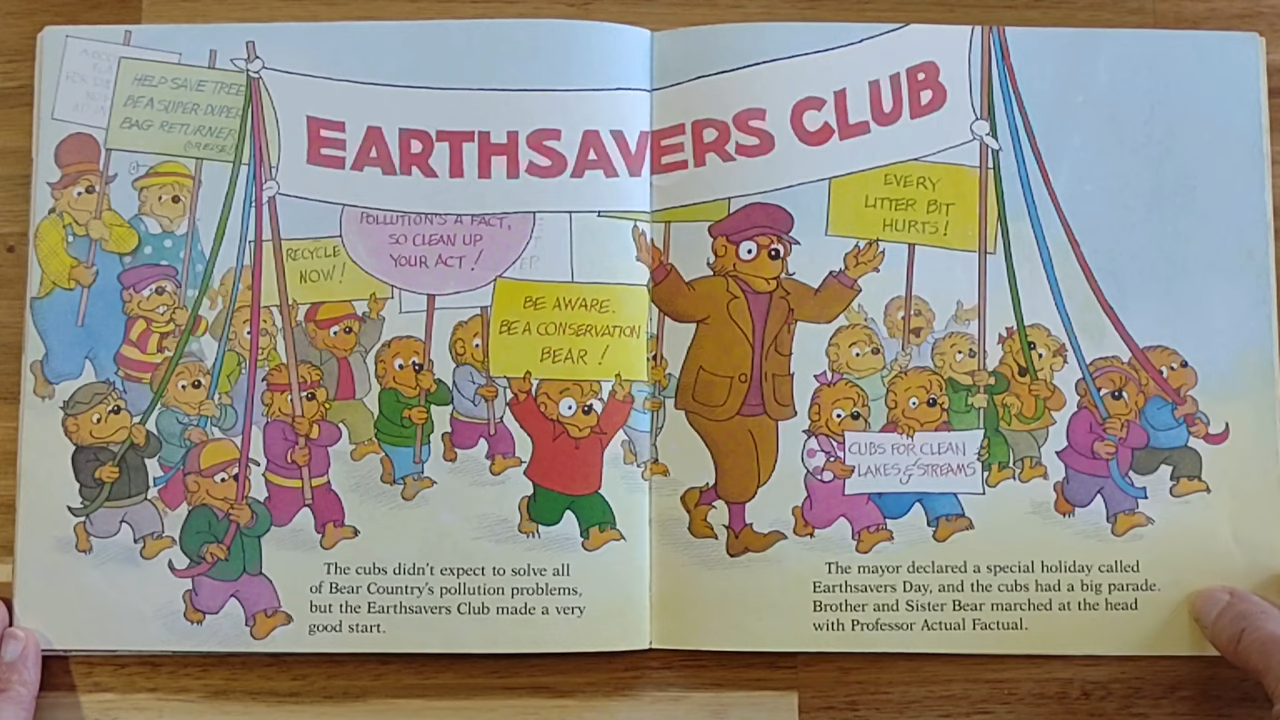 HELP SAVE TREE
BE A SUPER-DUPER
BAG RETURNER
EARTHSAVERS CLUB
RECYCLE
NOW!
POLLUTION'S A FACT,
SO CLEAN UP
YOUR ACT!
BE AWARE.
BE A CONSERVATION
BEAR!
EVERY
LITTER BIT
HURTS!
CUBS FOR CLEAN
LAKES & STREAMS
The cubs didn't expect to solve all
of Bear Country's pollution problems,
but the Earthsavers Club made a very
good start.
The mayor declared a special holiday called
Earthsavers Day, and the cubs had a big parade.
Brother and Sister Bear marched at the head
with Professor Actual Factual.